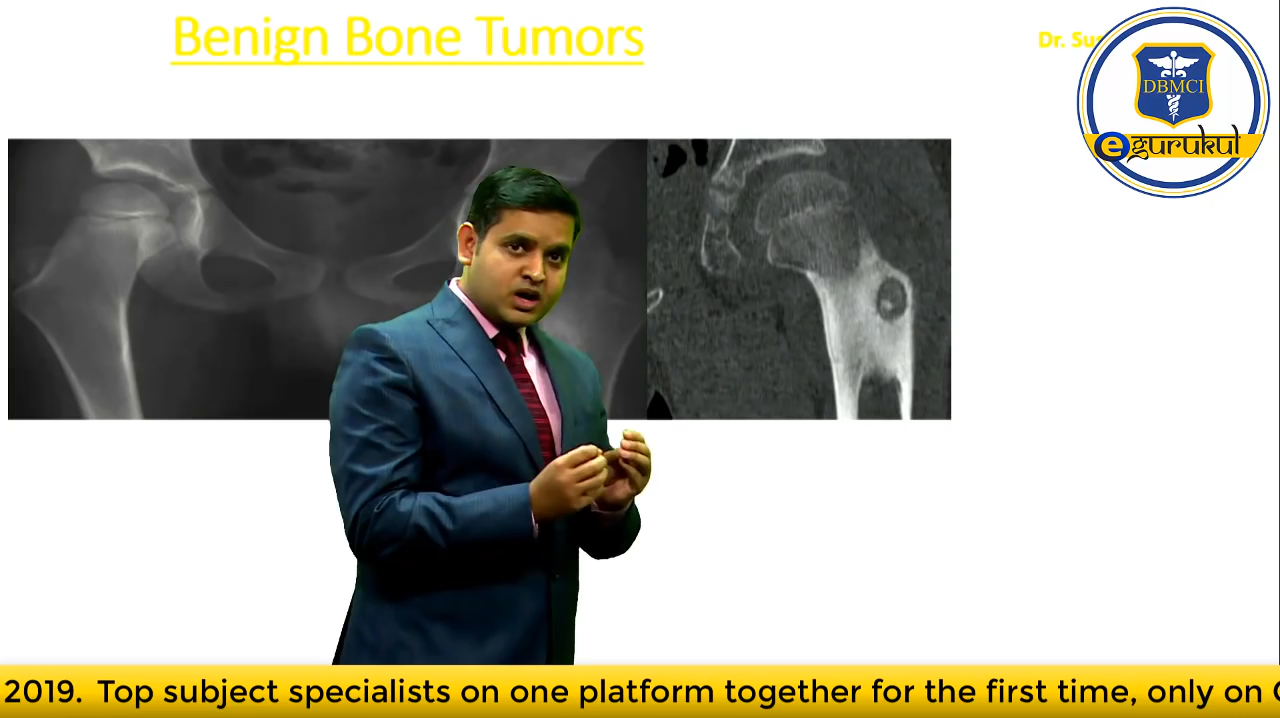 Benign Bone Tumors
Dr.
DBMCI
egurukul
2019. Top subject specialists on one platform together for the first time, only on